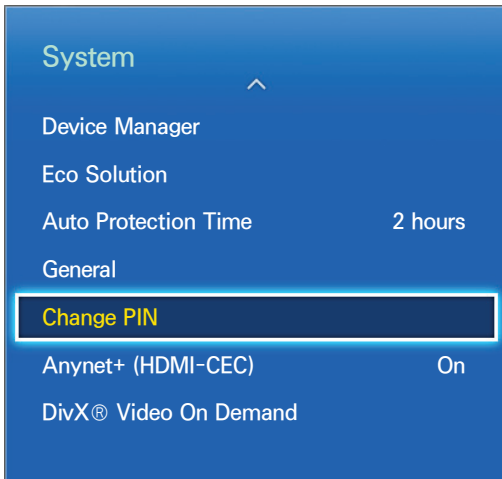 System
Device Manager
Eco Solution
Auto Protection Time 2 hours
General
Change PIN
Anynet+ (HDMI-CEC) On
DivX® Video On Demand